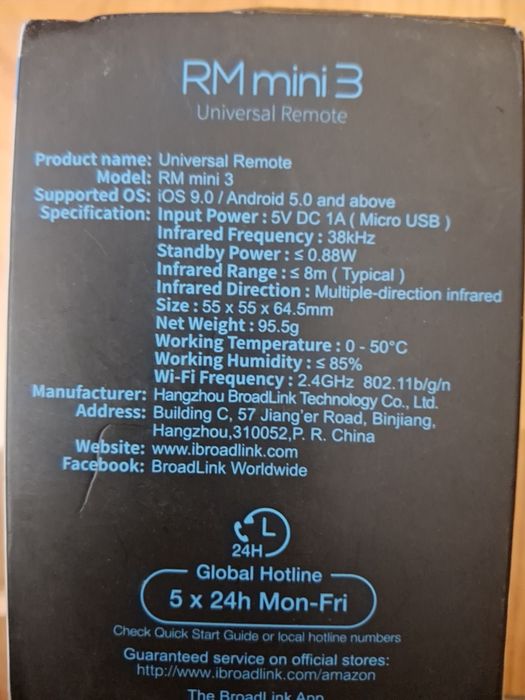 RM mini 3
Universal Remote
Product name: Universal Remote
Model: RM mini 3
Supported OS: iOS 9.0 / Android 5.0 and above
Specification: Input Power : 5V DC 1A ( Micro USB )
Infrared Frequency : 38kHz
Standby Power : ≤ 0.88W
Infrared Range : ≤ 8m ( Typical )
Infrared Direction : Multiple-direction infrared
Size : 55 x 55 x 64.5mm
Net Weight : 95.5g
Working Temperature : 0 - 50°C
Working Humidity : ≤ 85%
Wi-Fi Frequency : 2.4GHz 802.11b/g/n
Manufacturer: Hangzhou BroadLink Technology Co., Ltd.
Address: Building C, 57 Jiang'er Road, Binjiang,
Hangzhou,310052,P. R. China
Website: www.ibroadlink.com
Facebook: BroadLink Worldwide
24H
Global Hotline
5 x 24h Mon-Fri
Check Quick Start Guide or local hotline numbers
Guaranteed service on official stores:
http://www.ibroadlink.com/amazon
The BroadLink App